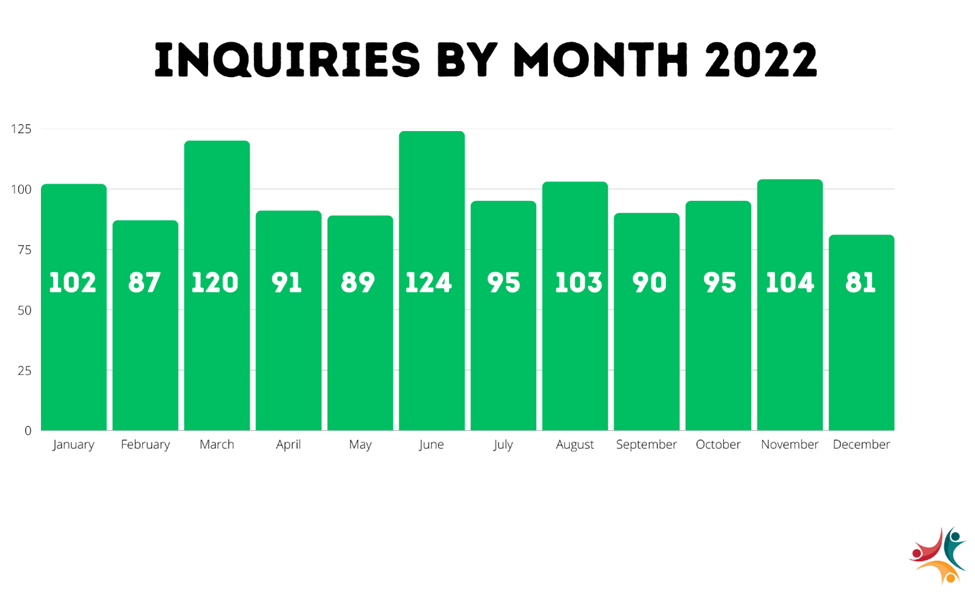 INQUIRIES BY MONTH 2022
125
100
75
50
25
0
102 87 120 91 89 124 95 103 90 95 104 81
January February March April May June July August September October November December